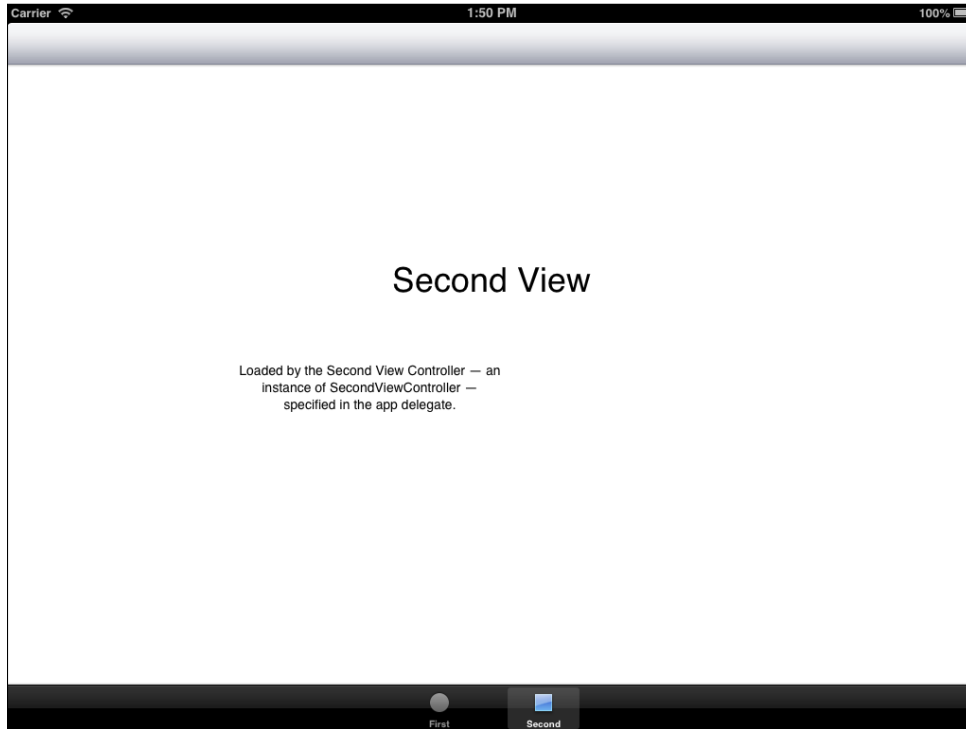 Carrier
1:50 PM
100%
Second View
Loaded by the Second View Controller — an
instance of SecondViewController —
specified in the app delegate.
First
Second